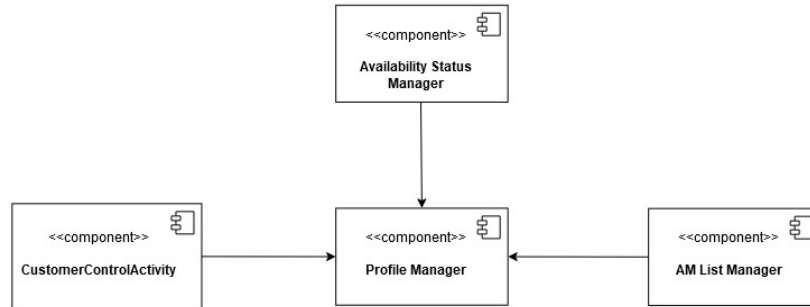 <<component>>
Availability Status
Manager
<<component>>
CustomerControlActivity
<<component>>
Profile Manager
<<component>>
AM List Manager